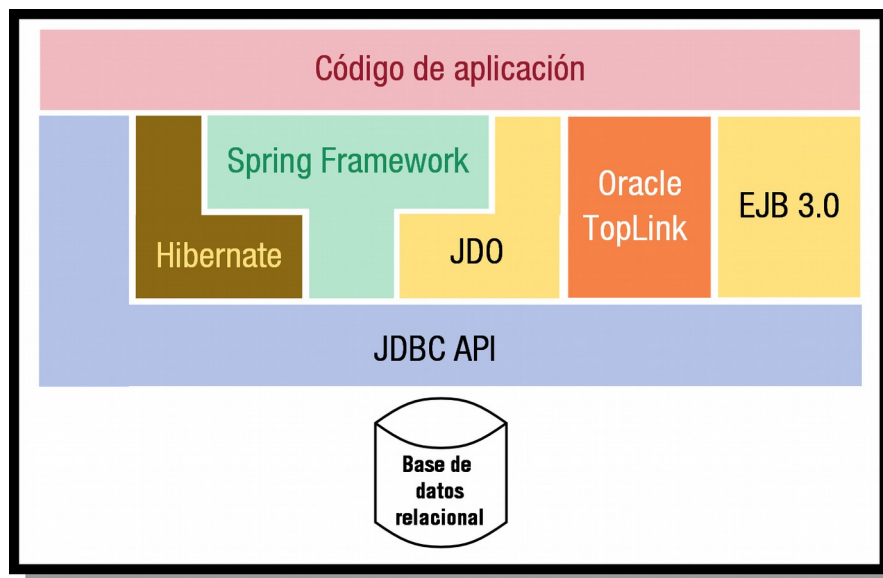 Código de aplicación
Spring Framework
Oracle
TopLink
EJB 3.0
Hibernate
JDO
JDBC API
Base de
datos
relacional